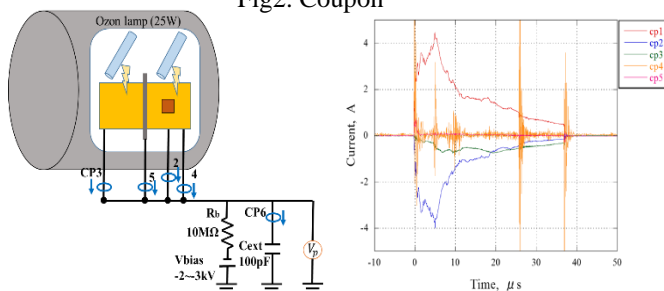 Fig2. Coupon
Ozon lamp (25W)
CP3
5
2
4
Rb
10MΩ
CP6
Cext
100pF
Vbias
-2~-3kV
Vp
Current, A
4
2
0
-2
-4
-10
0
10
20
30
40
50
Time, μs
cp1
cp2
cp3
cp4
cp5